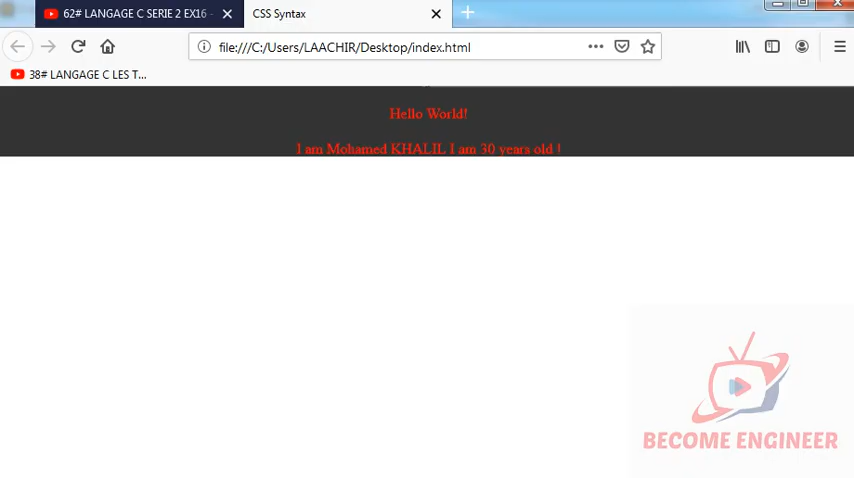 62# LANGAGE C SERIE 2 EX16 -
CSS Syntax
file:///C:/Users/LAACHIR/Desktop/index.html
38# LANGAGE C LES T...
Hello World!
I am Mohamed KHALIL I am 30 years old !
BECOME ENGINEER